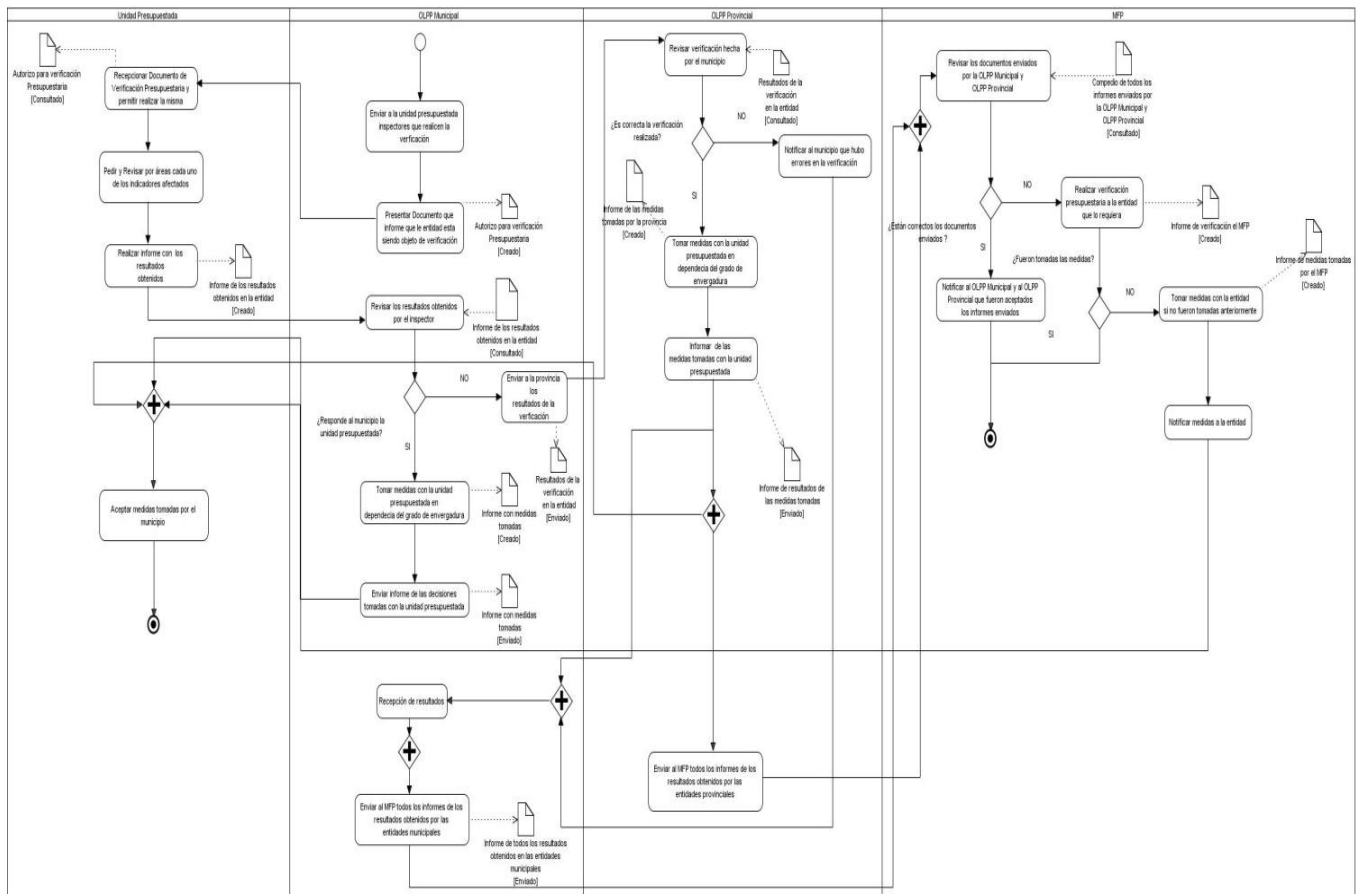 Unidad Presupuestada
OLPP Municipal
OLPP Provincial
MFP
Autorizo para verificación
Presupuestaria
[Consultado]
Recepcionar Documento de
Verificación Presupuestaria y
permitir realizar la misma
Pedir y Revisar por áreas cada uno
de los indicadores afectados
Realizar informe con los
resultados
obtenidos
Informe de los resultados
obtenidos en la entidad
[Creado]
Aceptar medidas tomadas por el
municipio
Enviar a la unidad presupuestada
inspectores que realicen la
verficación
Presentar Documento que
informe que le entidad esta
siendo objeto de verificación
Autorizo para verificación
Presupuestaria
[Creado]
Revisar los resultados obtenidos
por el inspector
Informe de los resultados
obtenidos en la entidad
[Consultado]
NO
Enviar a la provincia
los
resultados de la
verficación
¿Responde al municipio la
unidad presupuestada?
SI
Resultados de la
verificación
en la entidad
[Enviado]
Tomar medidas con la unidad
presupuestada en
dependecia del grado de envergadura
Informe con medidas
tomadas
[Creado]
Enviar informe de las decisiones
tomadas con la unidad presupuestada
Informe con medidas
tomadas
[Enviado]
Recepción de resultados
Enviar al MFP todos los informes de los
resultados obtenidos por las
entidades municipales
Informe de todos los resultados
obtenidos en las entidades
municipales
[Enviado]
Revisar verificación hecha
por el municipio
Resultados de la
verificación
en la entidad
[Consultado]
¿Es correcta la verificación
realizada?
NO
Notificar al municipio que hubo
errores en la verificación
SI
Informe de las medidas
tomadas por la provincia
[Creado]
Tomar medidas con la unidad
presupuestada en
dependecia del grado de
envergadura
Informar de las
medidas tomadas con la unidad
presupuestada
Informe de resultados de
las medidas tomadas
[Enviado]
Enviar al MFP todos los informes de los
resultados obtenidos por las
entidades provinciales
Revisar los documentos enviados
por la OLPP Municipal y
OLPP Provincial
Compedio de todos los
informes enviados por
la OLPP Municipal y
OLPP Provincial
[Consultado]
NO
Realizar verificación
presupuestaria a la entidad
que lo requiera
Informe de verificación el MFP
[Creado]
¿Están correctos los documentos
enviados ?
SI
¿Fueron tomadas las medidas?
Informe de medidas tomadas
por el MFP
[Creado]
Notificar al OLPP Municipal y al OLPP
Provincial que fueron aceptados
los informes enviados
NO
Tomar medidas con la entidad
si no fueron tomadas anteriormente
SI
Notificar medidas a la entidad